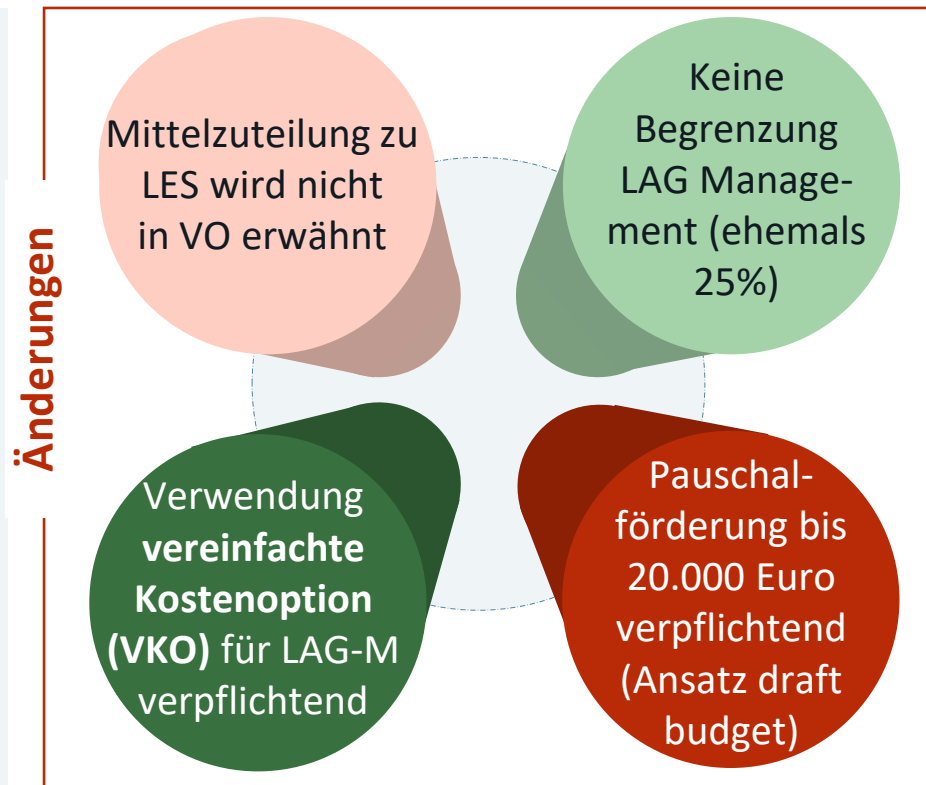 Änderungen
Mittelzuteilung zu
LES wird nicht
in VO erwähnt
Keine
Begrenzung
LAG Manage-
ment (ehemals
25%)
Verwendung
vereinfachte
Kostenoption
(VKO) für LAG-M
verpflichtend
Pauschal-
förderung bis
20.000 Euro
verpflichtend
(Ansatz draft
budget)